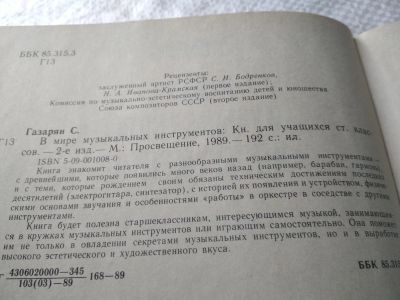 ББК 85.315.3
Г13
Рецензенты:
заслуженный артист РСФСР С. И. Бодренков,
Н. А. Иванова-Крамская (первое издание);
Комиссия по музыкально-эстетическому воспитанию детей и юношества
Союза композиторов СССР (второе издание)
Газарян С.
Г13 В мире музыкальных инструментов: Кн. для учащихся ст. клас-
сов. — 2-е изд. — М.: Просвещение, 1989. — 192 с.: ил.
ISBN 5-09-001008-0
Книга знакомит читателя с разнообразными музыкальными инструментами —
с древнейшими, которые появились много веков назад (например, барабан,
и с теми, которые рождением своим обязаны техническим достижениям последних
десятилетий (электрогитара, синтезатор), с историей их появления и устройством,
скими основами звучания и особенностями «работы» в оркестре в соседстве с другими
инструментами.
Книга будет полезна старшеклассникам, интересующимся музыкой, занимающим
ся в кружках музыкальных инструментов или играющим самостоятельно. Она поможет
им не только в овладении секретами музыкальных инструментов, но и в выработке
высокого эстетического и художественного вкуса.
Г 4306020000—345
103(03)—89 168—89
ББК 85.315